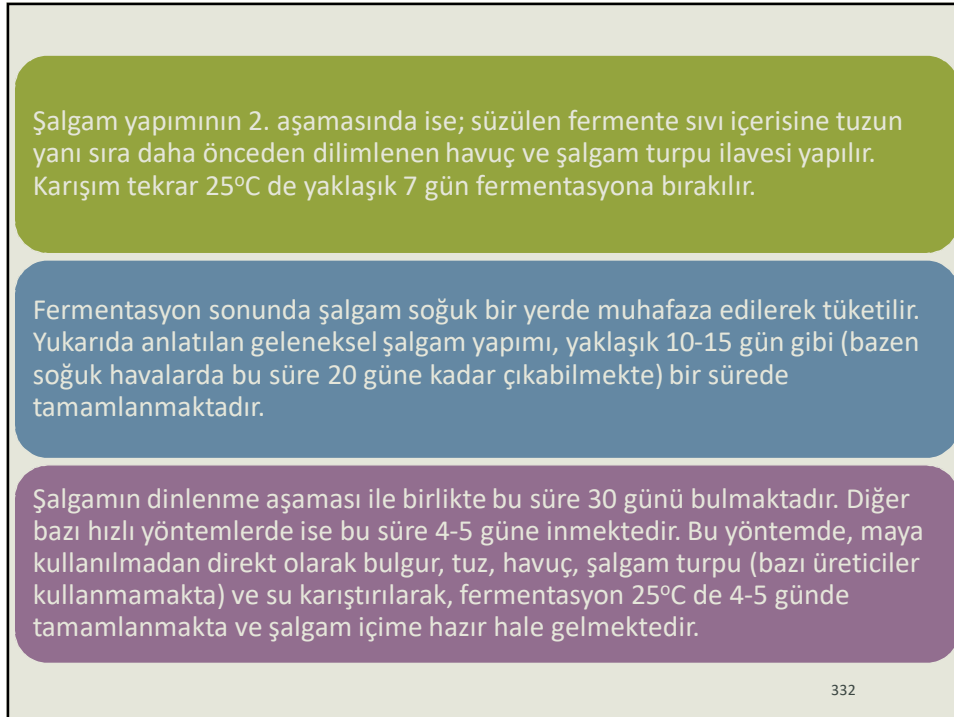 Şalgam yapımının 2. aşamasında ise; süzülen fermente sıvı içerisine tuzun
yanı sıra daha önceden dilimlenen havuç ve şalgam turpu ilavesi yapılır.
Karışım tekrar 25°C de yaklaşık 7 gün fermentasyona bırakılır.
Fermentasyon sonunda şalgam soğuk bir yerde muhafaza edilerek tüketilir.
Yukarıda anlatılan geleneksel şalgam yapımı, yaklaşık 10-15 gün gibi (bazen
soğuk havalarda bu süre 20 güne kadar çıkabilmekte) bir sürede
tamamlanmaktadır.
Şalgamın dinlenme aşaması ile birlikte bu süre 30 günü bulmaktadır. Diğer
bazı hızlı yöntemlerde ise bu süre 4-5 güne inmektedir. Bu yöntemde, maya
kullanılmadan direkt olarak bulgur, tuz, havuç, şalgam turpu (bazı üreticiler
kullanmamakta) ve su karıştırılarak, fermentasyon 25°C de 4-5 günde
tamamlanmakta ve şalgam içime hazır hale gelmektedir.
332